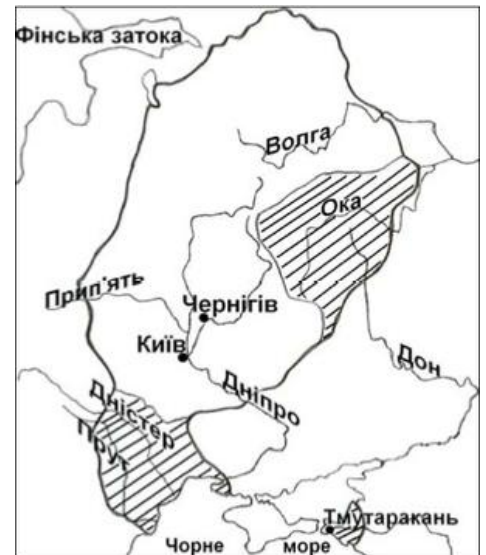 Фінська затока
Волга
Ока
Прип'ять
Чернігів
Київ
Дніпро
Дон
Дністер
Прут
Тмутаракань
Чорне море